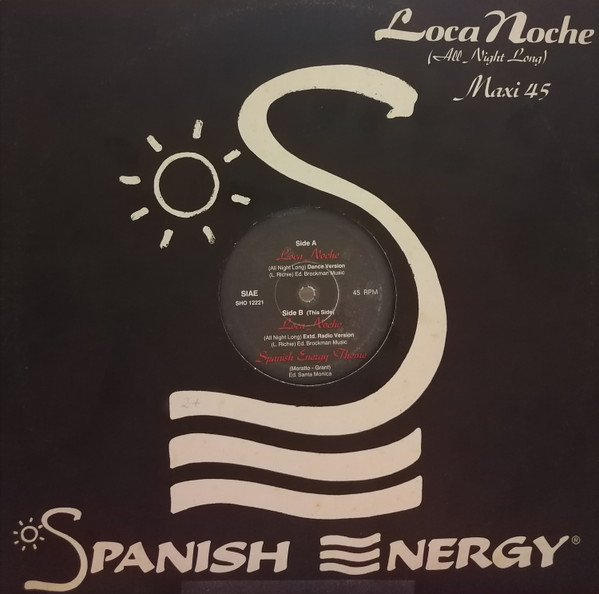 Loca Noche
(All Night Long)
Maxi 45
Side A
Loca Noche
(All Night Long) Dance Version
(L. Richie) Ed. Brockman Music
SIAE
SHO 12221
45 RPM
Side B (This Side)
Loca Noche
(All Night Long) Extd. Radio Version
(L. Richie) Ed. Brockman Music
Spanish Energy Theme
(Moratto - Grant)
Ed. Santa Monica
2+
SPANISH ENERGY®